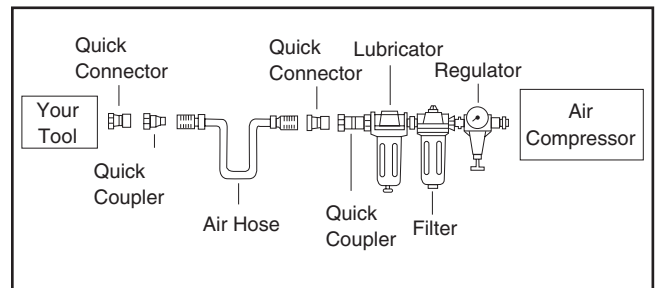 Quick
Connector
Quick
Connector
Lubricator
Regulator
Your
Tool
Air
Compressor
Quick
Coupler
Air Hose
Quick
Coupler
Filter